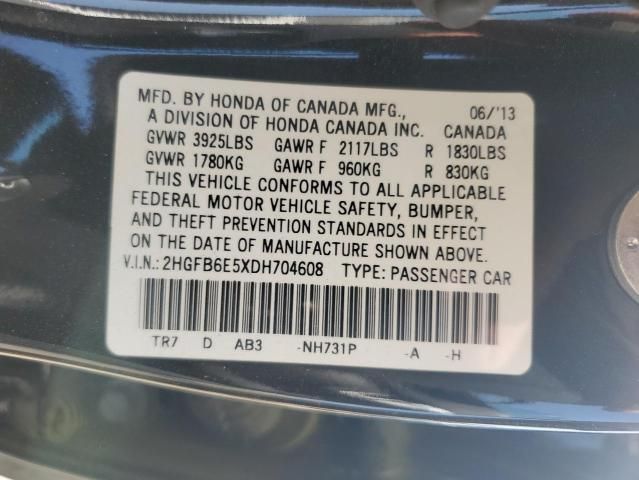 MFD. BY HONDA OF CANADA MFG., 06/'13
A DIVISION OF HONDA CANADA INC. CANADA
GVWR 3925LBS GAWR F 2117LBS R 1830LBS
GVWR 1780KG GAWR F 960KG R 830KG
THIS VEHICLE CONFORMS TO ALL APPLICABLE
FEDERAL MOTOR VEHICLE SAFETY, BUMPER,
AND THEFT PREVENTION STANDARDS IN EFFECT
ON THE DATE OF MANUFACTURE SHOWN ABOVE.
V.I.N.: 2HGFB6E5XDH704608 TYPE: PASSENGER CAR
TR7 D AB3 -NH731P -A -H